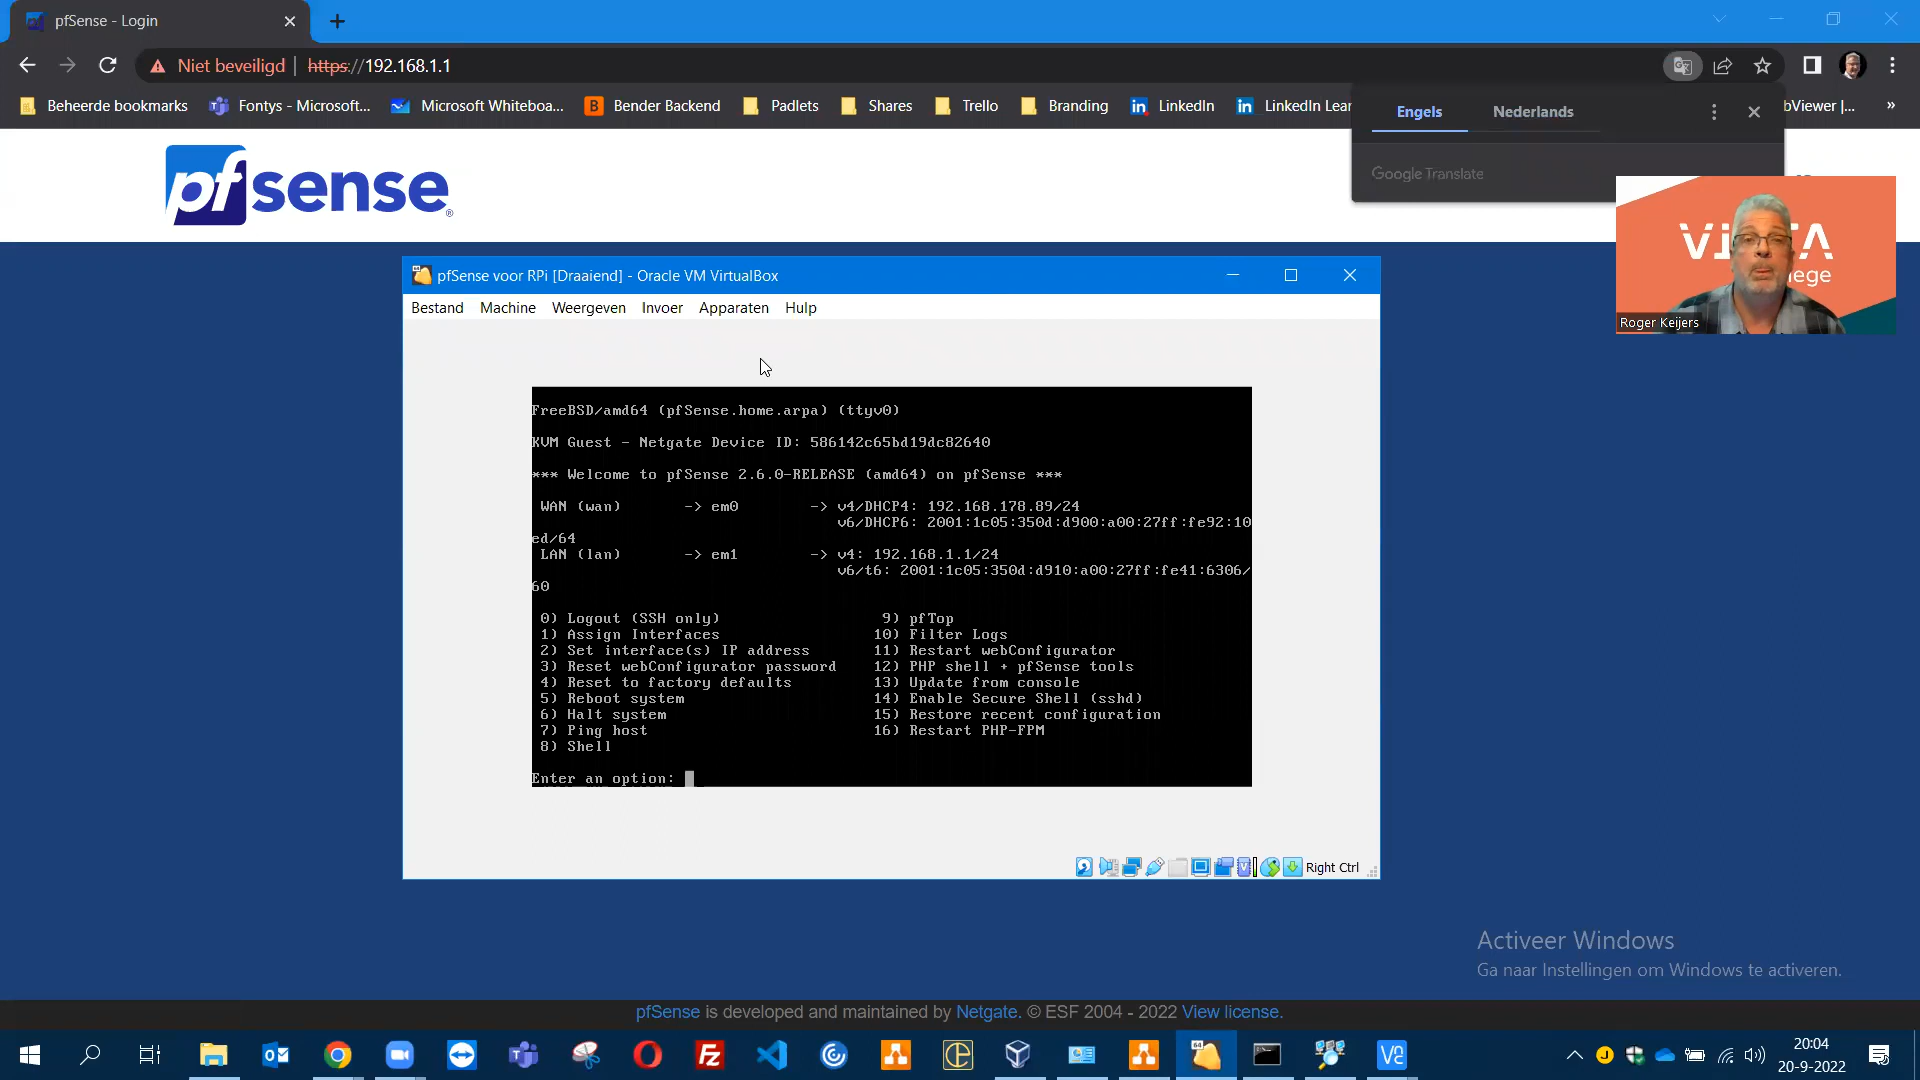 pfSense - Login
Niet beveiligd
https://192.168.1.1
Beheerde bookmarks
Fontys - Microsoft...
Microsoft Whiteboa...
Bender Backend
Padlets
Shares
Trello
Branding
LinkedIn
LinkedIn Lear
bViewer |...
»
Engels
Nederlands
Google Translate
pfsense
pfSense voor RPi [Draaiend] - Oracle VM VirtualBox
Bestand Machine Weergeven Invoer Apparaten Hulp
Roger Keijers
FreeBSD/amd64 (pfSense.home.arpa) (ttyv0)
KVM Guest - Netgate Device ID: 586142c65bd19dc82640
*** Welcome to pfSense 2.6.0-RELEASE (amd64) on pfSense ***
WAN (wan) -> em0 -> v4/DHCP4: 192.168.178.89/24
v6/DHCP6: 2001:1c05:350d:d900:a00:27ff:fe92:10
ed/64
LAN (lan) -> em1 -> v4: 192.168.1.1/24
v6/t6: 2001:1c05:350d:d910:a00:27ff:fe41:6306/
60
0) Logout (SSH only) 9) pfTop
1) Assign Interfaces 10) Filter Logs
2) Set interface(s) IP address 11) Restart webConfigurator
3) Reset webConfigurator password 12) PHP shell + pfSense tools
4) Reset to factory defaults 13) Update from console
5) Reboot system 14) Enable Secure Shell (sshd)
6) Halt system 15) Restore recent configuration
7) Ping host 16) Restart PHP-FPM
8) Shell
Enter an option:
Right Ctrl
Activeer Windows
Ga naar Instellingen om Windows te activeren.
pfSense is developed and maintained by Netgate. © ESF 2004 - 2022 View license.
20:04
20-9-2022